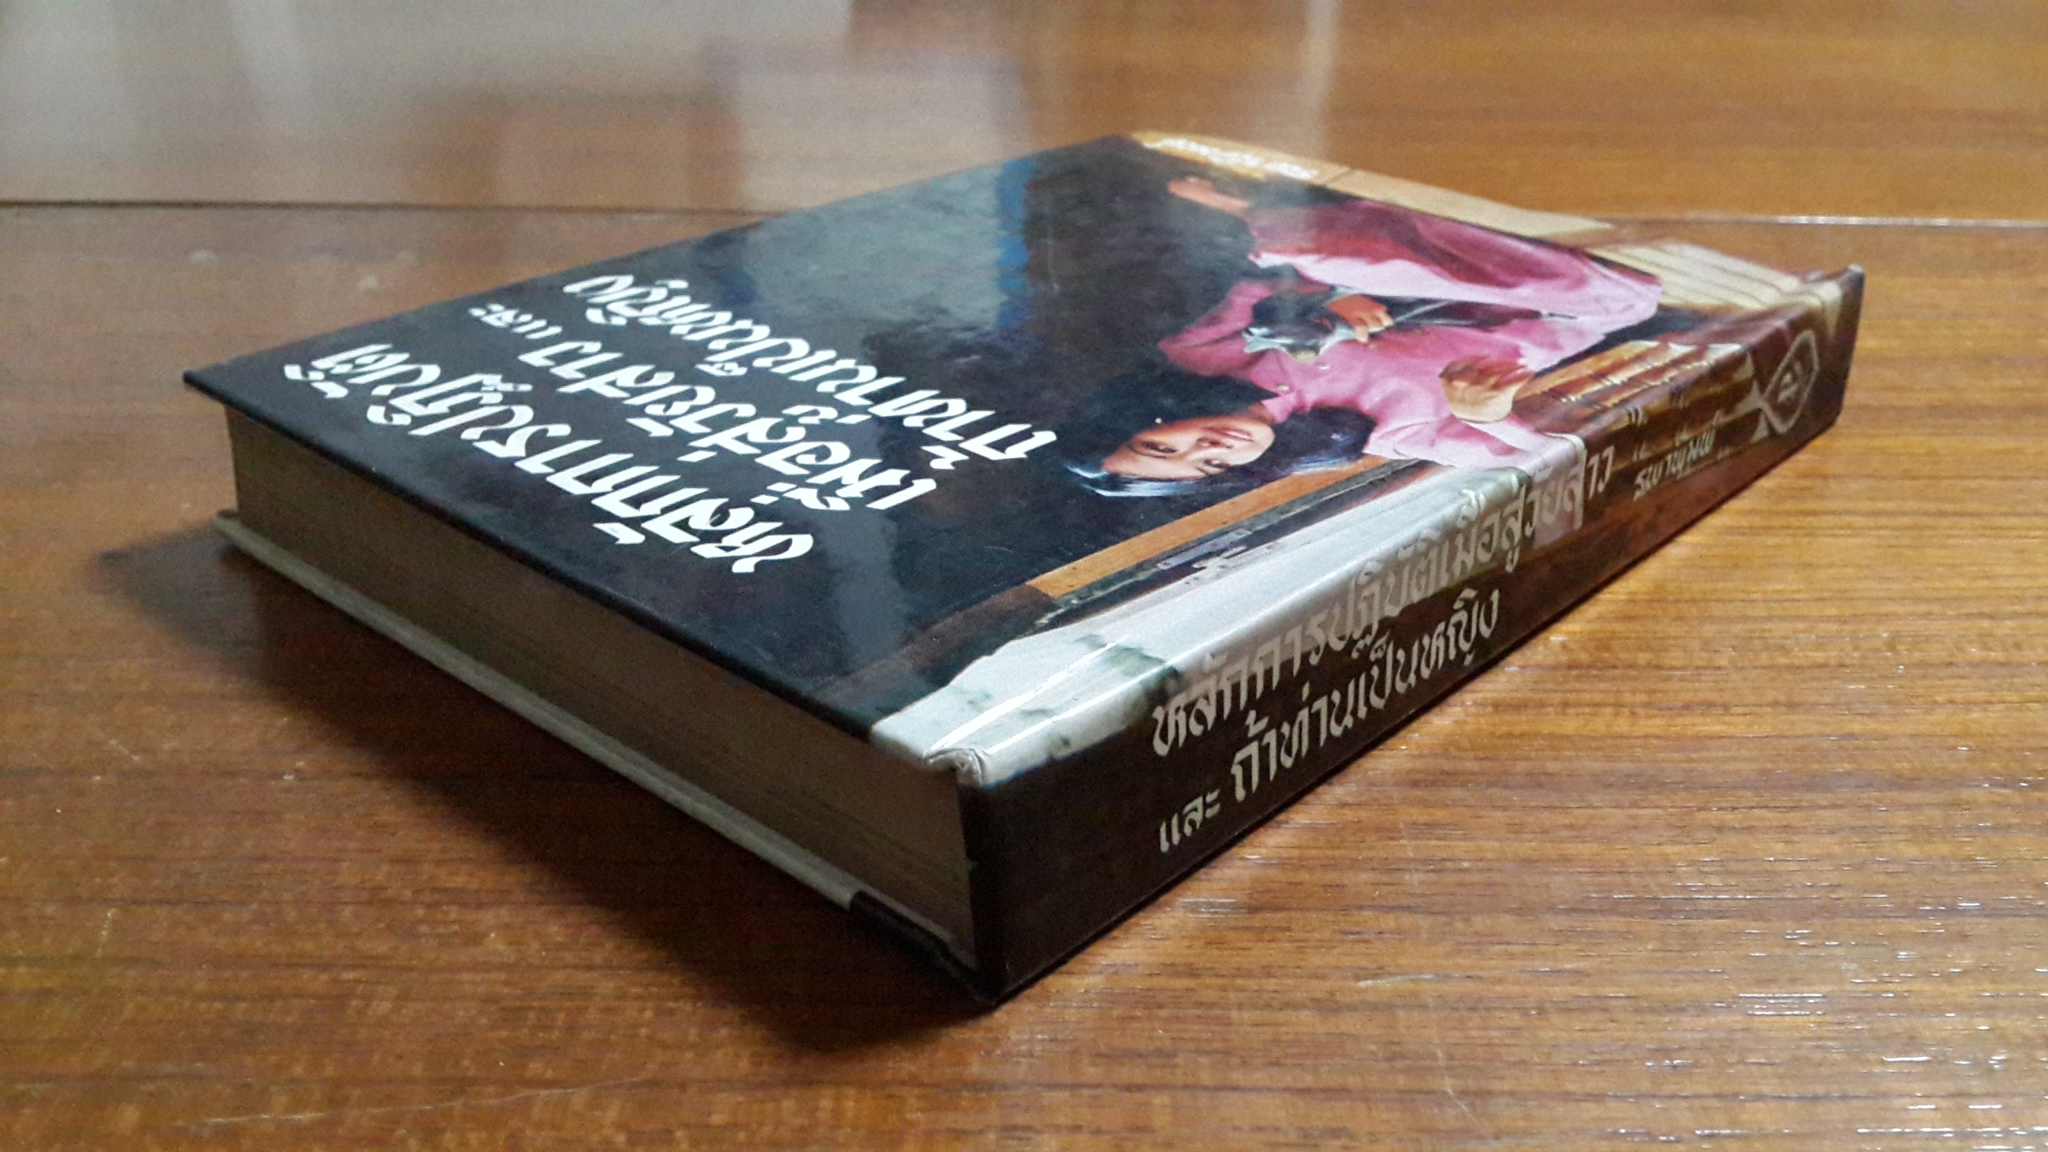 หลักการปฏิบัติ
เมื่อสู่วัยสาว และ
ถ้าท่านเป็นหญิง
หลักการปฏิบัติเมื่อสู่วัยสาว
และ ถ้าท่านเป็นหญิง